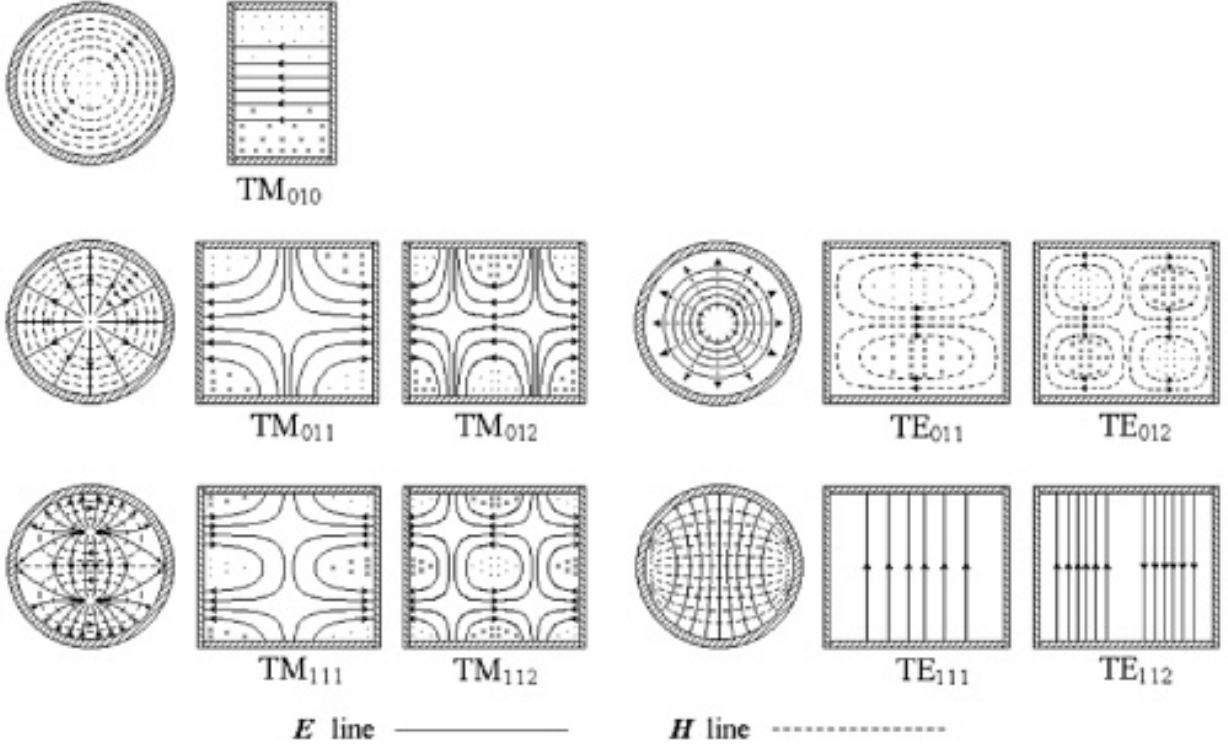 TM₀₁₀
TM₀₁₁ TM₀₁₂ TE₀₁₁ TE₀₁₂
TM₁₁₁ TM₁₁₂ TE₁₁₁ TE₁₁₂
E line H line